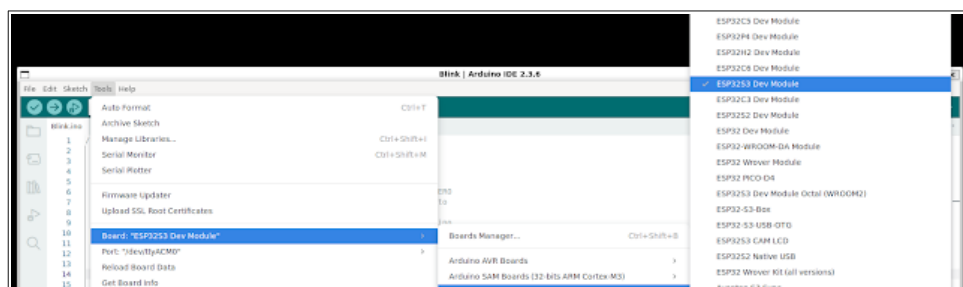 ESP32C5 Dev Module
ESP32P4 Dev Module
ESP32H2 Dev Module
ESP32C6 Dev Module
Blink | Arduino IDE 2.3.6
File Edit Sketch Tools Help
✓ ESP32S3 Dev Module
ESP32C3 Dev Module
ESP32S2 Dev Module
ESP32 Dev Module
ESP32-WROOM-DA Module
ESP32 Wrover Module
ESP32 PICO-D4
ESP32S3 Dev Module Octal (WROOM2)
ESP32-S3-Box
ESP32-S3-USB-OTG
ESP32S3 CAM LCD
ESP32S2 Native USB
ESP32 Wrover Kit (all versions)
Auto Format Ctrl+T
Archive Sketch
Manage Libraries... Ctrl+Shift+I
Serial Monitor Ctrl+Shift+M
Serial Plotter
Firmware Updater
Upload SSL Root Certificates
Board: "ESP32S3 Dev Module" ›
Port: "/dev/ttyACM0" ›
Reload Board Data
Get Board Info
Boards Manager... Ctrl+Shift+B
Arduino AVR Boards ›
Arduino SAM Boards (32-bits ARM Cortex-M3) ›
Blink.ino
1
2
3
4
5
6
7
8
9
10
11
12
13
14
15